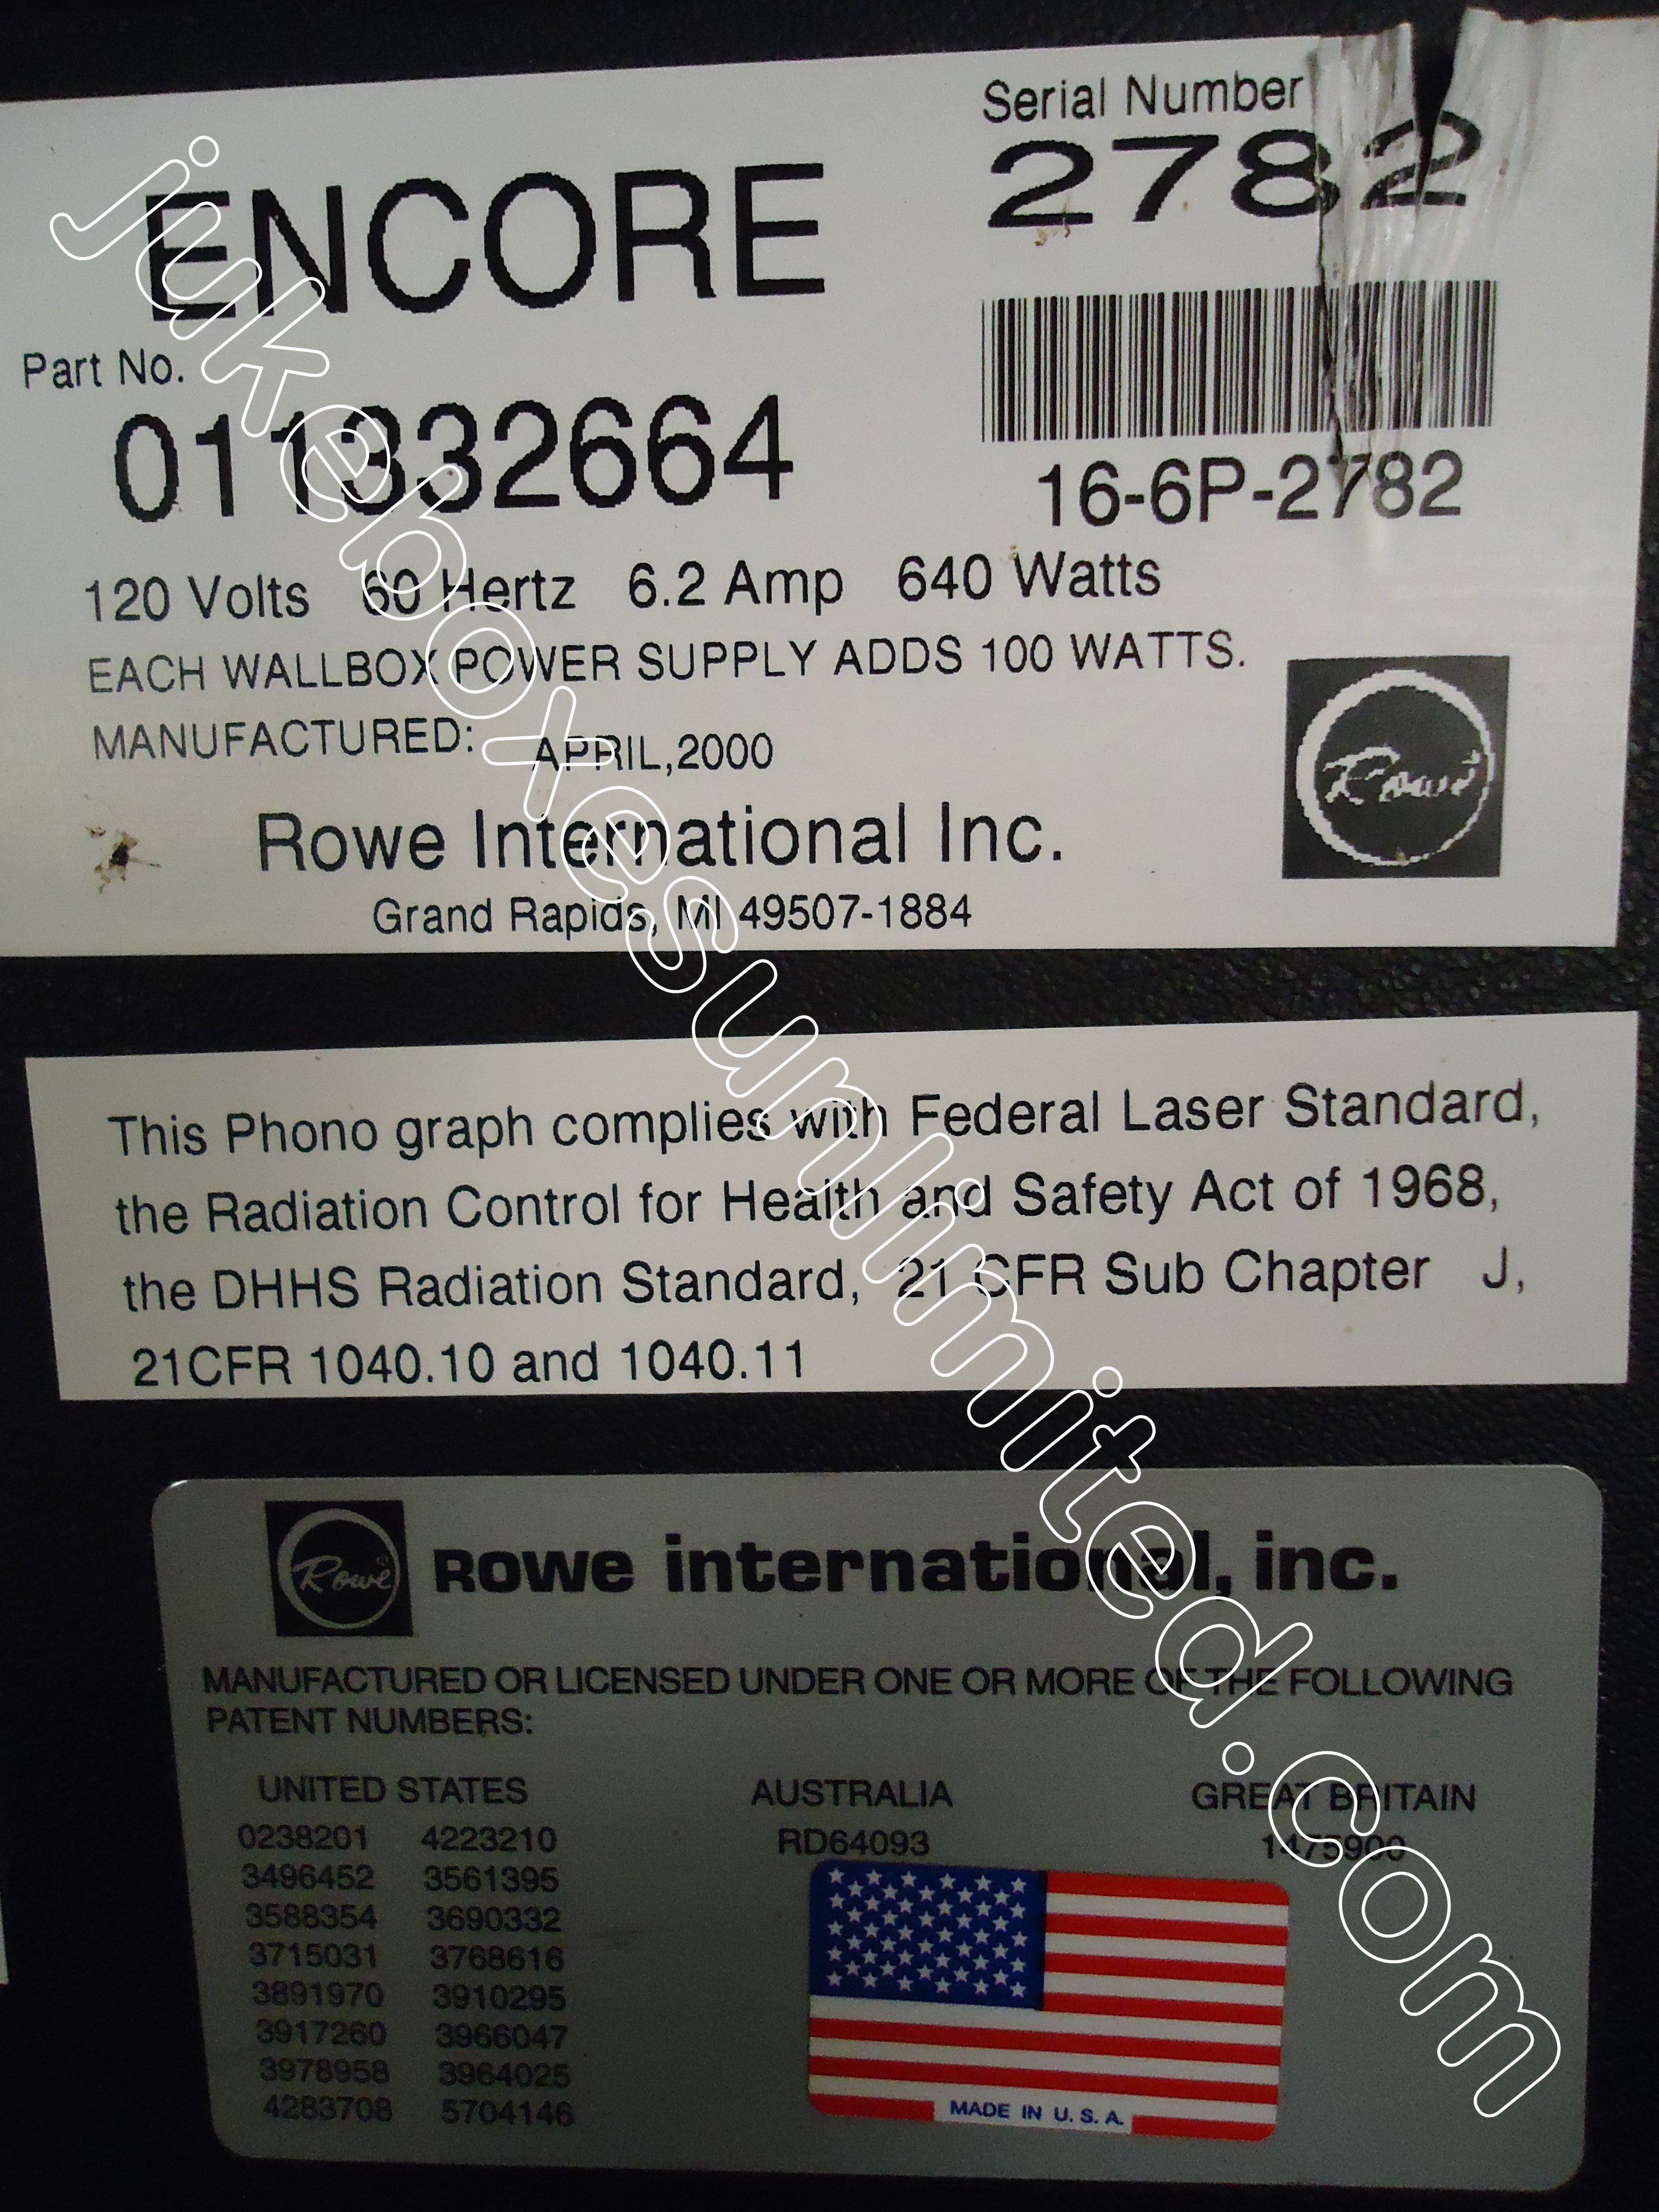 Serial Number
2782
ENCORE
Part No.
011332664
16-6P-2782
120 Volts 60 Hertz 6.2 Amp 640 Watts
EACH WALLBOX POWER SUPPLY ADDS 100 WATTS.
MANUFACTURED: APRIL,2000
Rowe
Rowe International Inc.
Grand Rapids, MI 49507-1884
This Phono graph complies with Federal Laser Standard,
the Radiation Control for Health and Safety Act of 1968,
the DHHS Radiation Standard, 21 CFR Sub Chapter J,
21CFR 1040.10 and 1040.11
Rowe ROWE international, inc.
MANUFACTURED OR LICENSED UNDER ONE OR MORE OF THE FOLLOWING
PATENT NUMBERS:
UNITED STATES AUSTRALIA GREAT BRITAIN
0238201 4223210 RD64093 1475900
3496452 3561395
3588354 3690332
3715031 3768616
3891970 3910295
3917260 3966047
3978958 3964025
4283708 5704146
MADE IN U.S.A.
jukeboxesunlimited.com